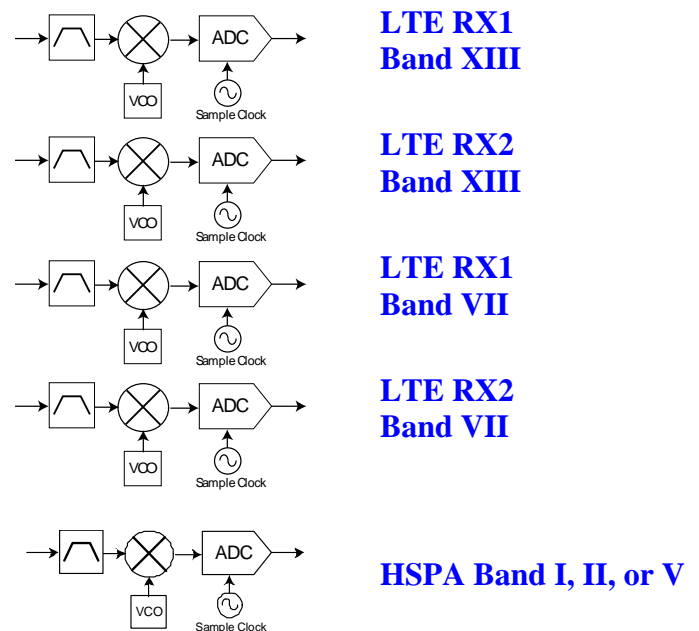 ADC
LTE RX1
Band XIII
VCO
Sample Clock
ADC
LTE RX2
Band XIII
VCO
Sample Clock
ADC
LTE RX1
Band VII
VCO
Sample Clock
ADC
LTE RX2
Band VII
VCO
Sample Clock
ADC
HSPA Band I, II, or V
VCO
Sample Clock